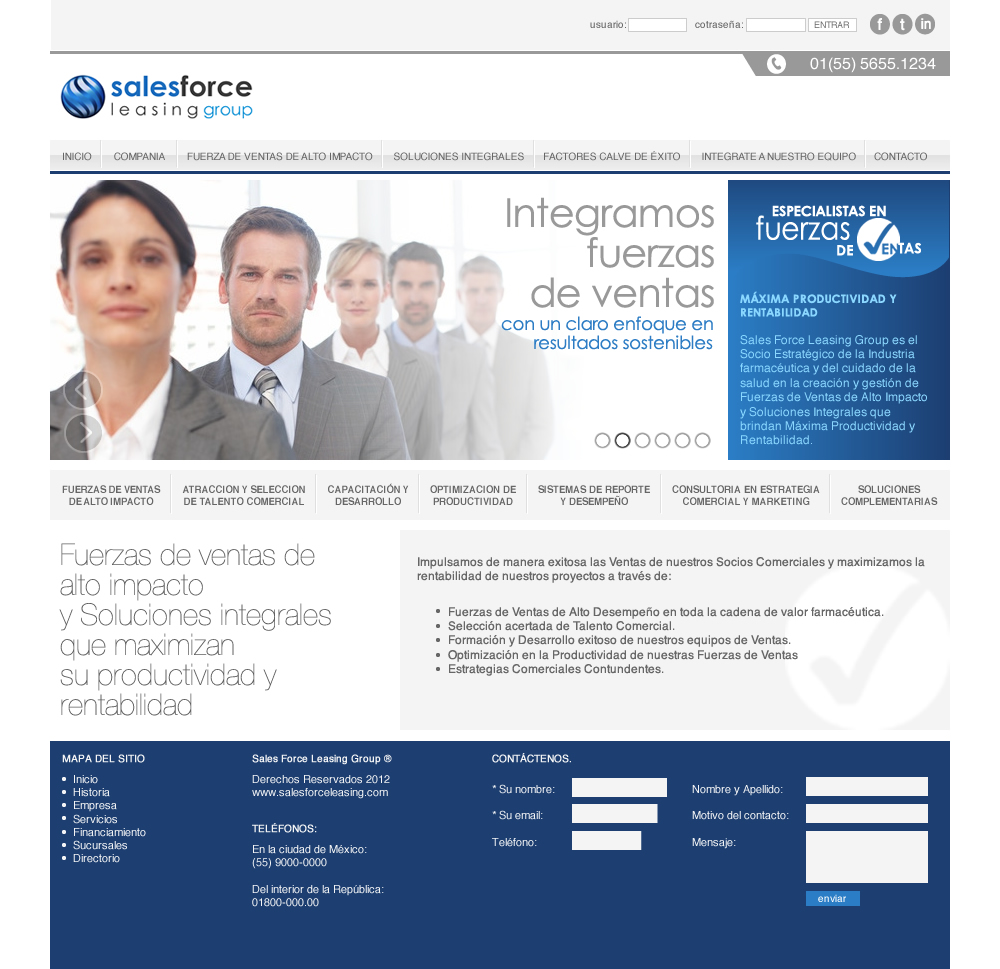 usuario:
cotraseña:
ENTRAR
f t in
01(55) 5655.1234
salesforce
leasing group
INICIO
COMPANIA
FUERZA DE VENTAS DE ALTO IMPACTO
SOLUCIONES INTEGRALES
FACTORES CALVE DE ÉXITO
INTEGRATE A NUESTRO EQUIPO
CONTACTO
Integramos
fuerzas
de ventas
con un claro enfoque en
resultados sostenibles
ESPECIALISTAS EN
fuerzas
DE VENTAS
MÁXIMA PRODUCTIVIDAD Y
RENTABILIDAD
Sales Force Leasing Group es el
Socio Estratégico de la Industria
farmacéutica y del cuidado de la
salud en la creación y gestión de
Fuerzas de Ventas de Alto Impacto
y Soluciones Integrales que
brindan Máxima Productividad y
Rentabilidad.
FUERZAS DE VENTAS
DE ALTO IMPACTO
ATRACCION Y SELECCION
DE TALENTO COMERCIAL
CAPACITACIÓN Y
DESARROLLO
OPTIMIZACION DE
PRODUCTIVIDAD
SISTEMAS DE REPORTE
Y DESEMPEÑO
CONSULTORIA EN ESTRATEGIA
COMERCIAL Y MARKETING
SOLUCIONES
COMPLEMENTARIAS
Fuerzas de ventas de
alto impacto
y Soluciones integrales
que maximizan
su productividad y
rentabilidad
Impulsamos de manera exitosa las Ventas de nuestros Socios Comerciales y maximizamos la
rentabilidad de nuestros proyectos a través de:
• Fuerzas de Ventas de Alto Desempeño en toda la cadena de valor farmacéutica.
• Selección acertada de Talento Comercial.
• Formación y Desarrollo exitoso de nuestros equipos de Ventas.
• Optimización en la Productividad de nuestras Fuerzas de Ventas
• Estrategias Comerciales Contundentes.
MAPA DEL SITIO
• Inicio
• Historia
• Empresa
• Servicios
• Financiamiento
• Sucursales
• Directorio
Sales Force Leasing Group ®
Derechos Reservados 2012
www.salesforceleasing.com
TELÉFONOS:
En la ciudad de México:
(55) 9000-0000
Del interior de la República:
01800-000.00
CONTÁCTENOS.
* Su nombre:
* Su email:
Teléfono:
Nombre y Apellido:
Motivo del contacto:
Mensaje:
enviar